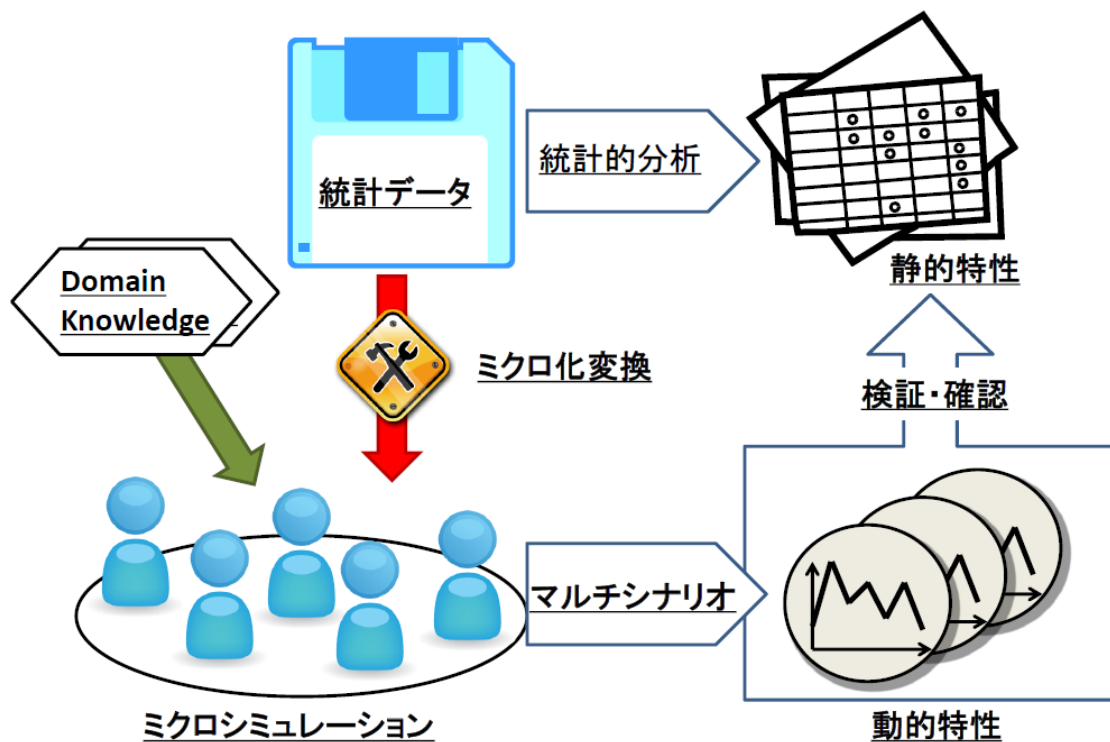 統計データ
統計的分析
静的特性
Domain
Knowledge
ミクロ化変換
検証・確認
マルチシナリオ
ミクロシミュレーション
動的特性